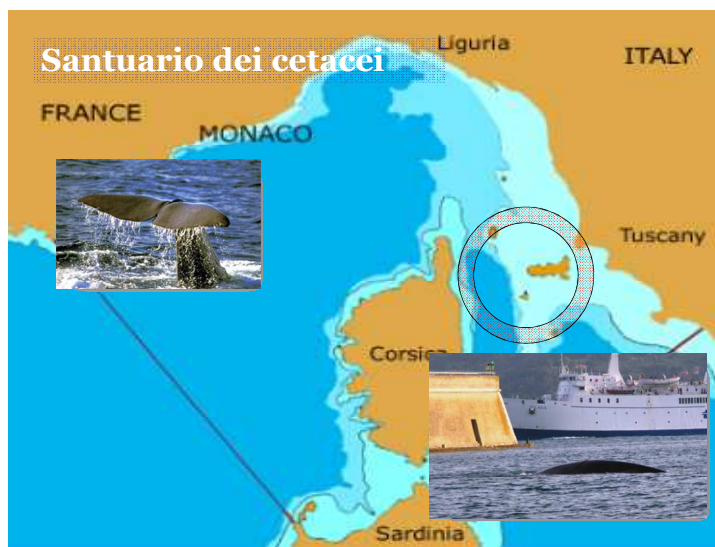 Santuario dei cetacei
Liguria
ITALY
FRANCE
MONACO
Tuscany
Corsica
Sardinia